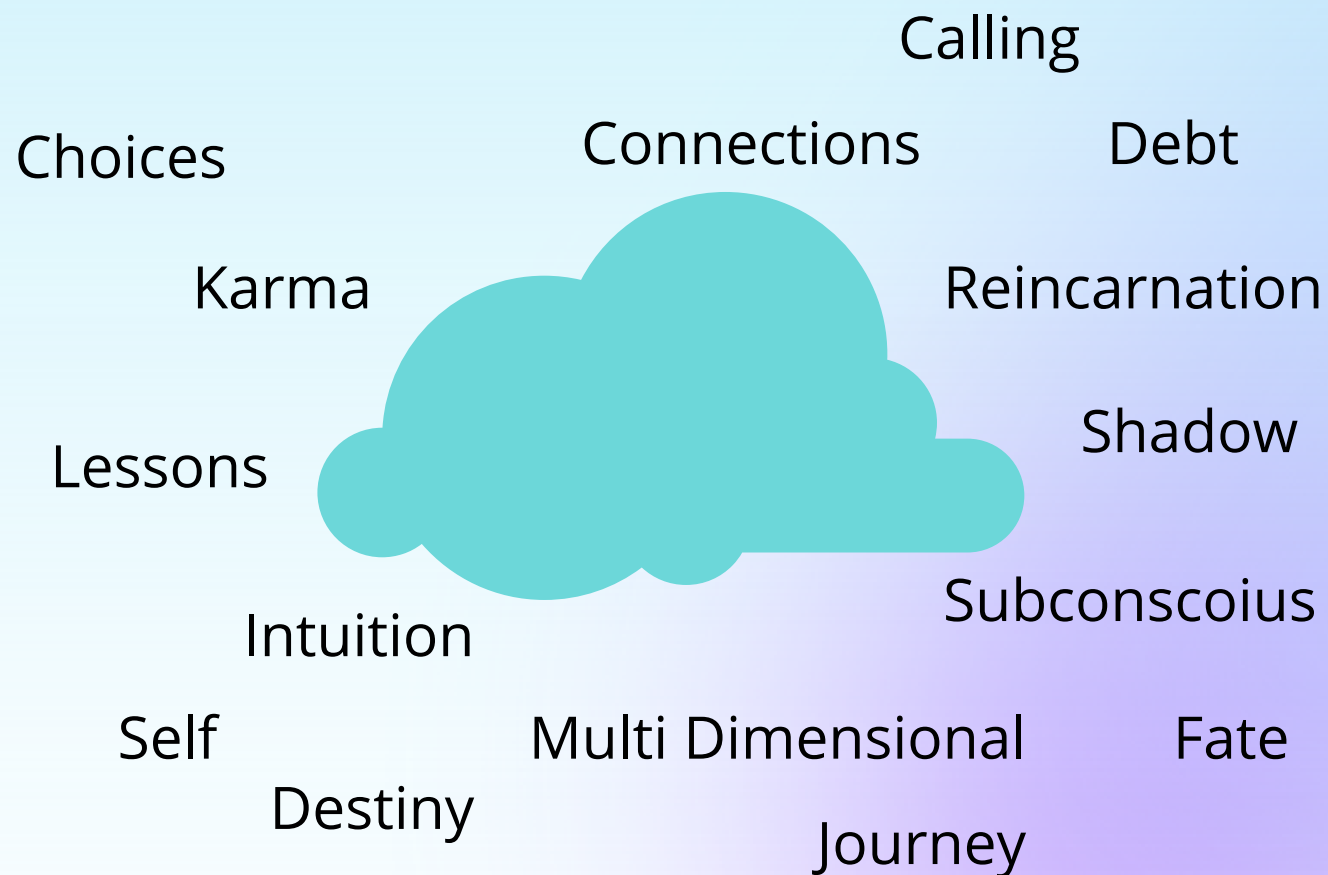 Calling
Choices
Connections
Debt
Karma
Reincarnation
Shadow
Lessons
Subconscoius
Intuition
Self
Multi Dimensional
Fate
Destiny
Journey